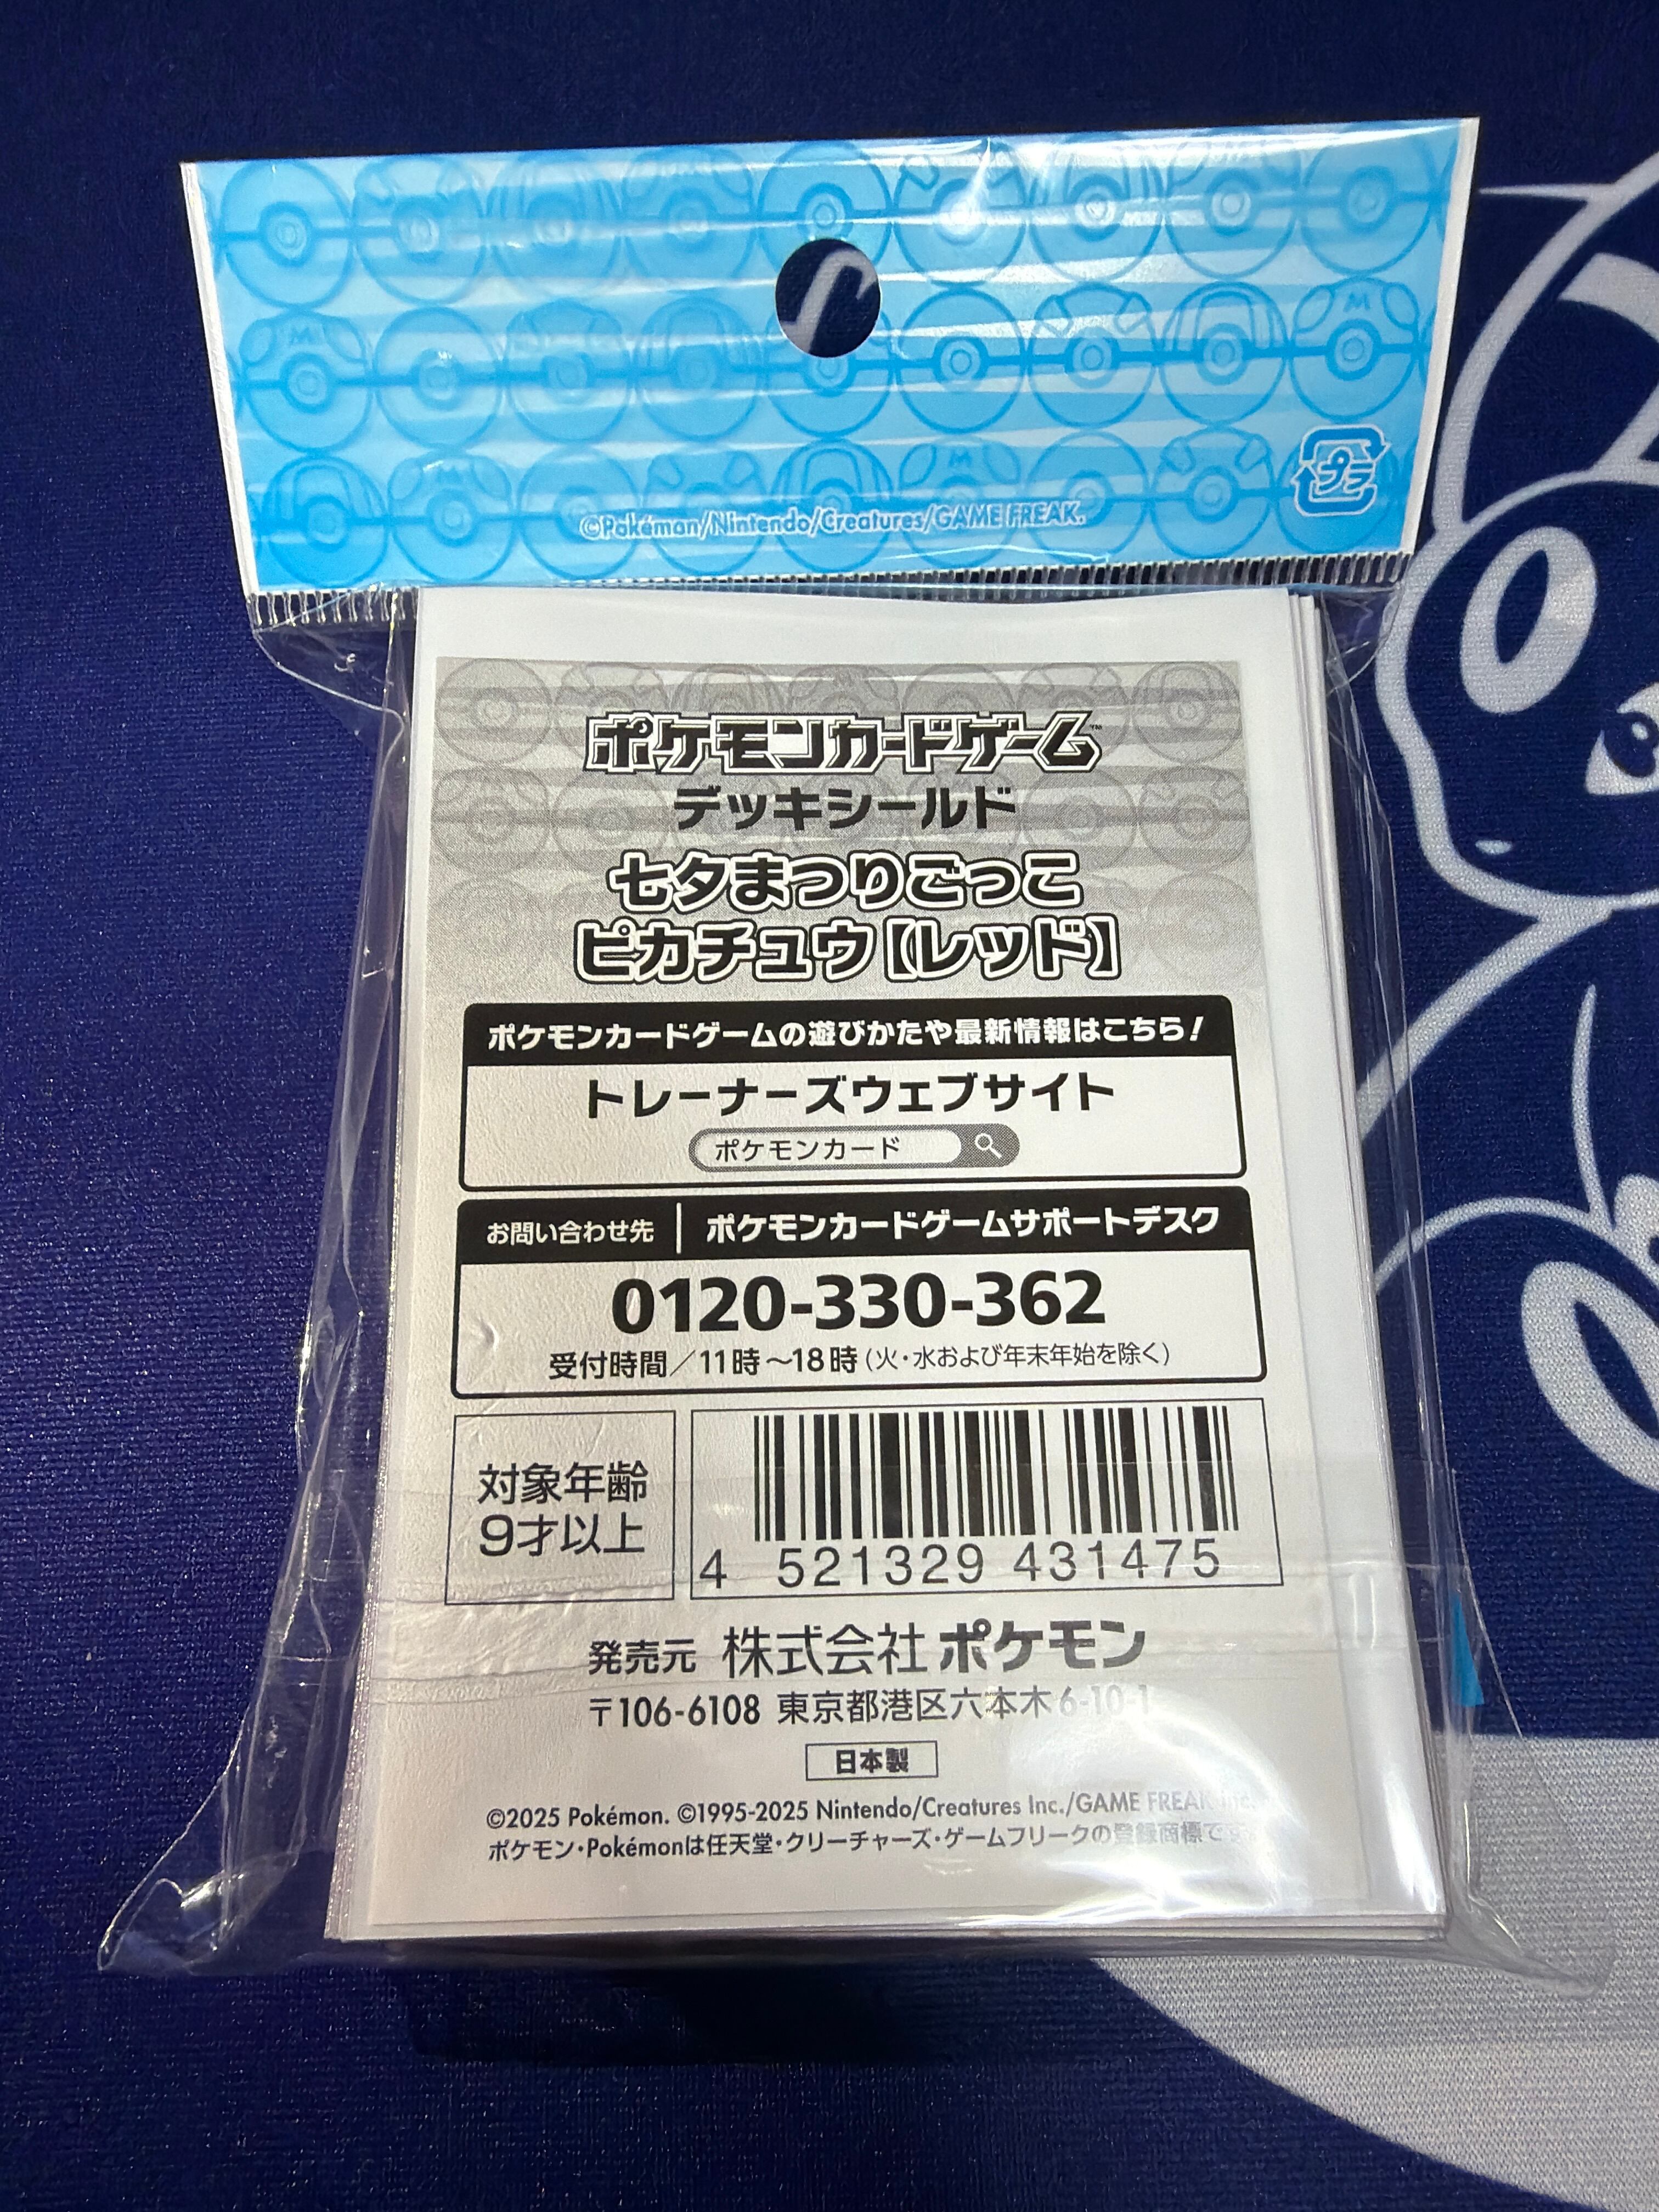 ©Pokémon/Nintendo/Creatures/GAME FREAK.
プラ
ポケモンカードゲーム™
デッキシールド
七夕まつりごっこ
ピカチュウ【レッド】
ポケモンカードゲームの遊びかたや最新情報はこちら!
トレーナーズウェブサイト
ポケモンカード
お問い合わせ先 ポケモンカードゲームサポートデスク
0120-330-362
受付時間/11時~18時(火・水および年末年始を除く)
対象年齢
9才以上
4 521329 431475
発売元 株式会社ポケモン
〒106-6108 東京都港区六本木6-10-1
日本製
©2025 Pokémon. ©1995-2025 Nintendo/Creatures Inc./GAME FREAK inc.
ポケモン・Pokémonは任天堂・クリーチャーズ・ゲームフリークの登録商標です。